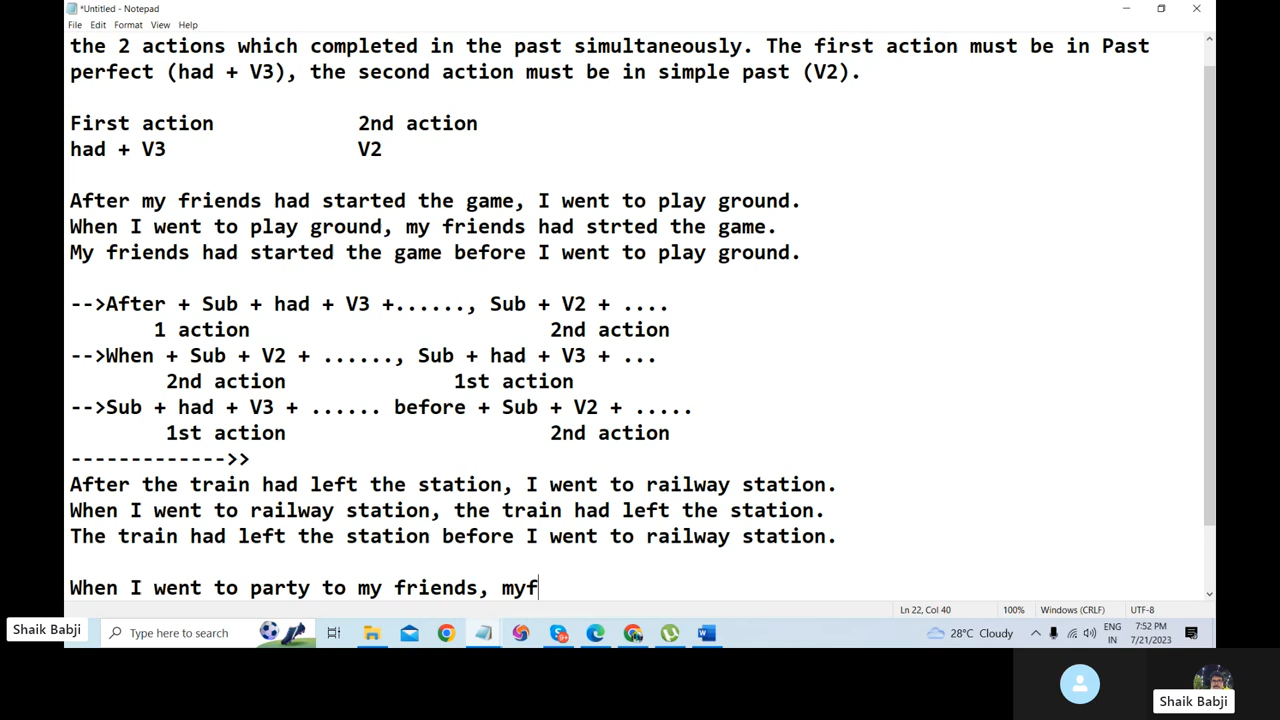 *Untitled - Notepad
File Edit Format View Help
the 2 actions which completed in the past simultaneously. The first action must be in Past
perfect (had + V3), the second action must be in simple past (V2).
First action 2nd action
had + V3 V2
After my friends had started the game, I went to play ground.
When I went to play ground, my friends had strted the game.
My friends had started the game before I went to play ground.
-->After + Sub + had + V3 +......, Sub + V2 + ....
1 action 2nd action
-->When + Sub + V2 + ......, Sub + had + V3 + ...
2nd action 1st action
-->Sub + had + V3 + ...... before + Sub + V2 + .....
1st action 2nd action
------------->>
After the train had left the station, I went to railway station.
When I went to railway station, the train had left the station.
The train had left the station before I went to railway station.
When I went to party to my friends, myf
Ln 22, Col 40 100% Windows (CRLF) UTF-8
Shaik Babji
Type here to search
28°C Cloudy
ENG
IN
7:52 PM
7/21/2023
Shaik Babji